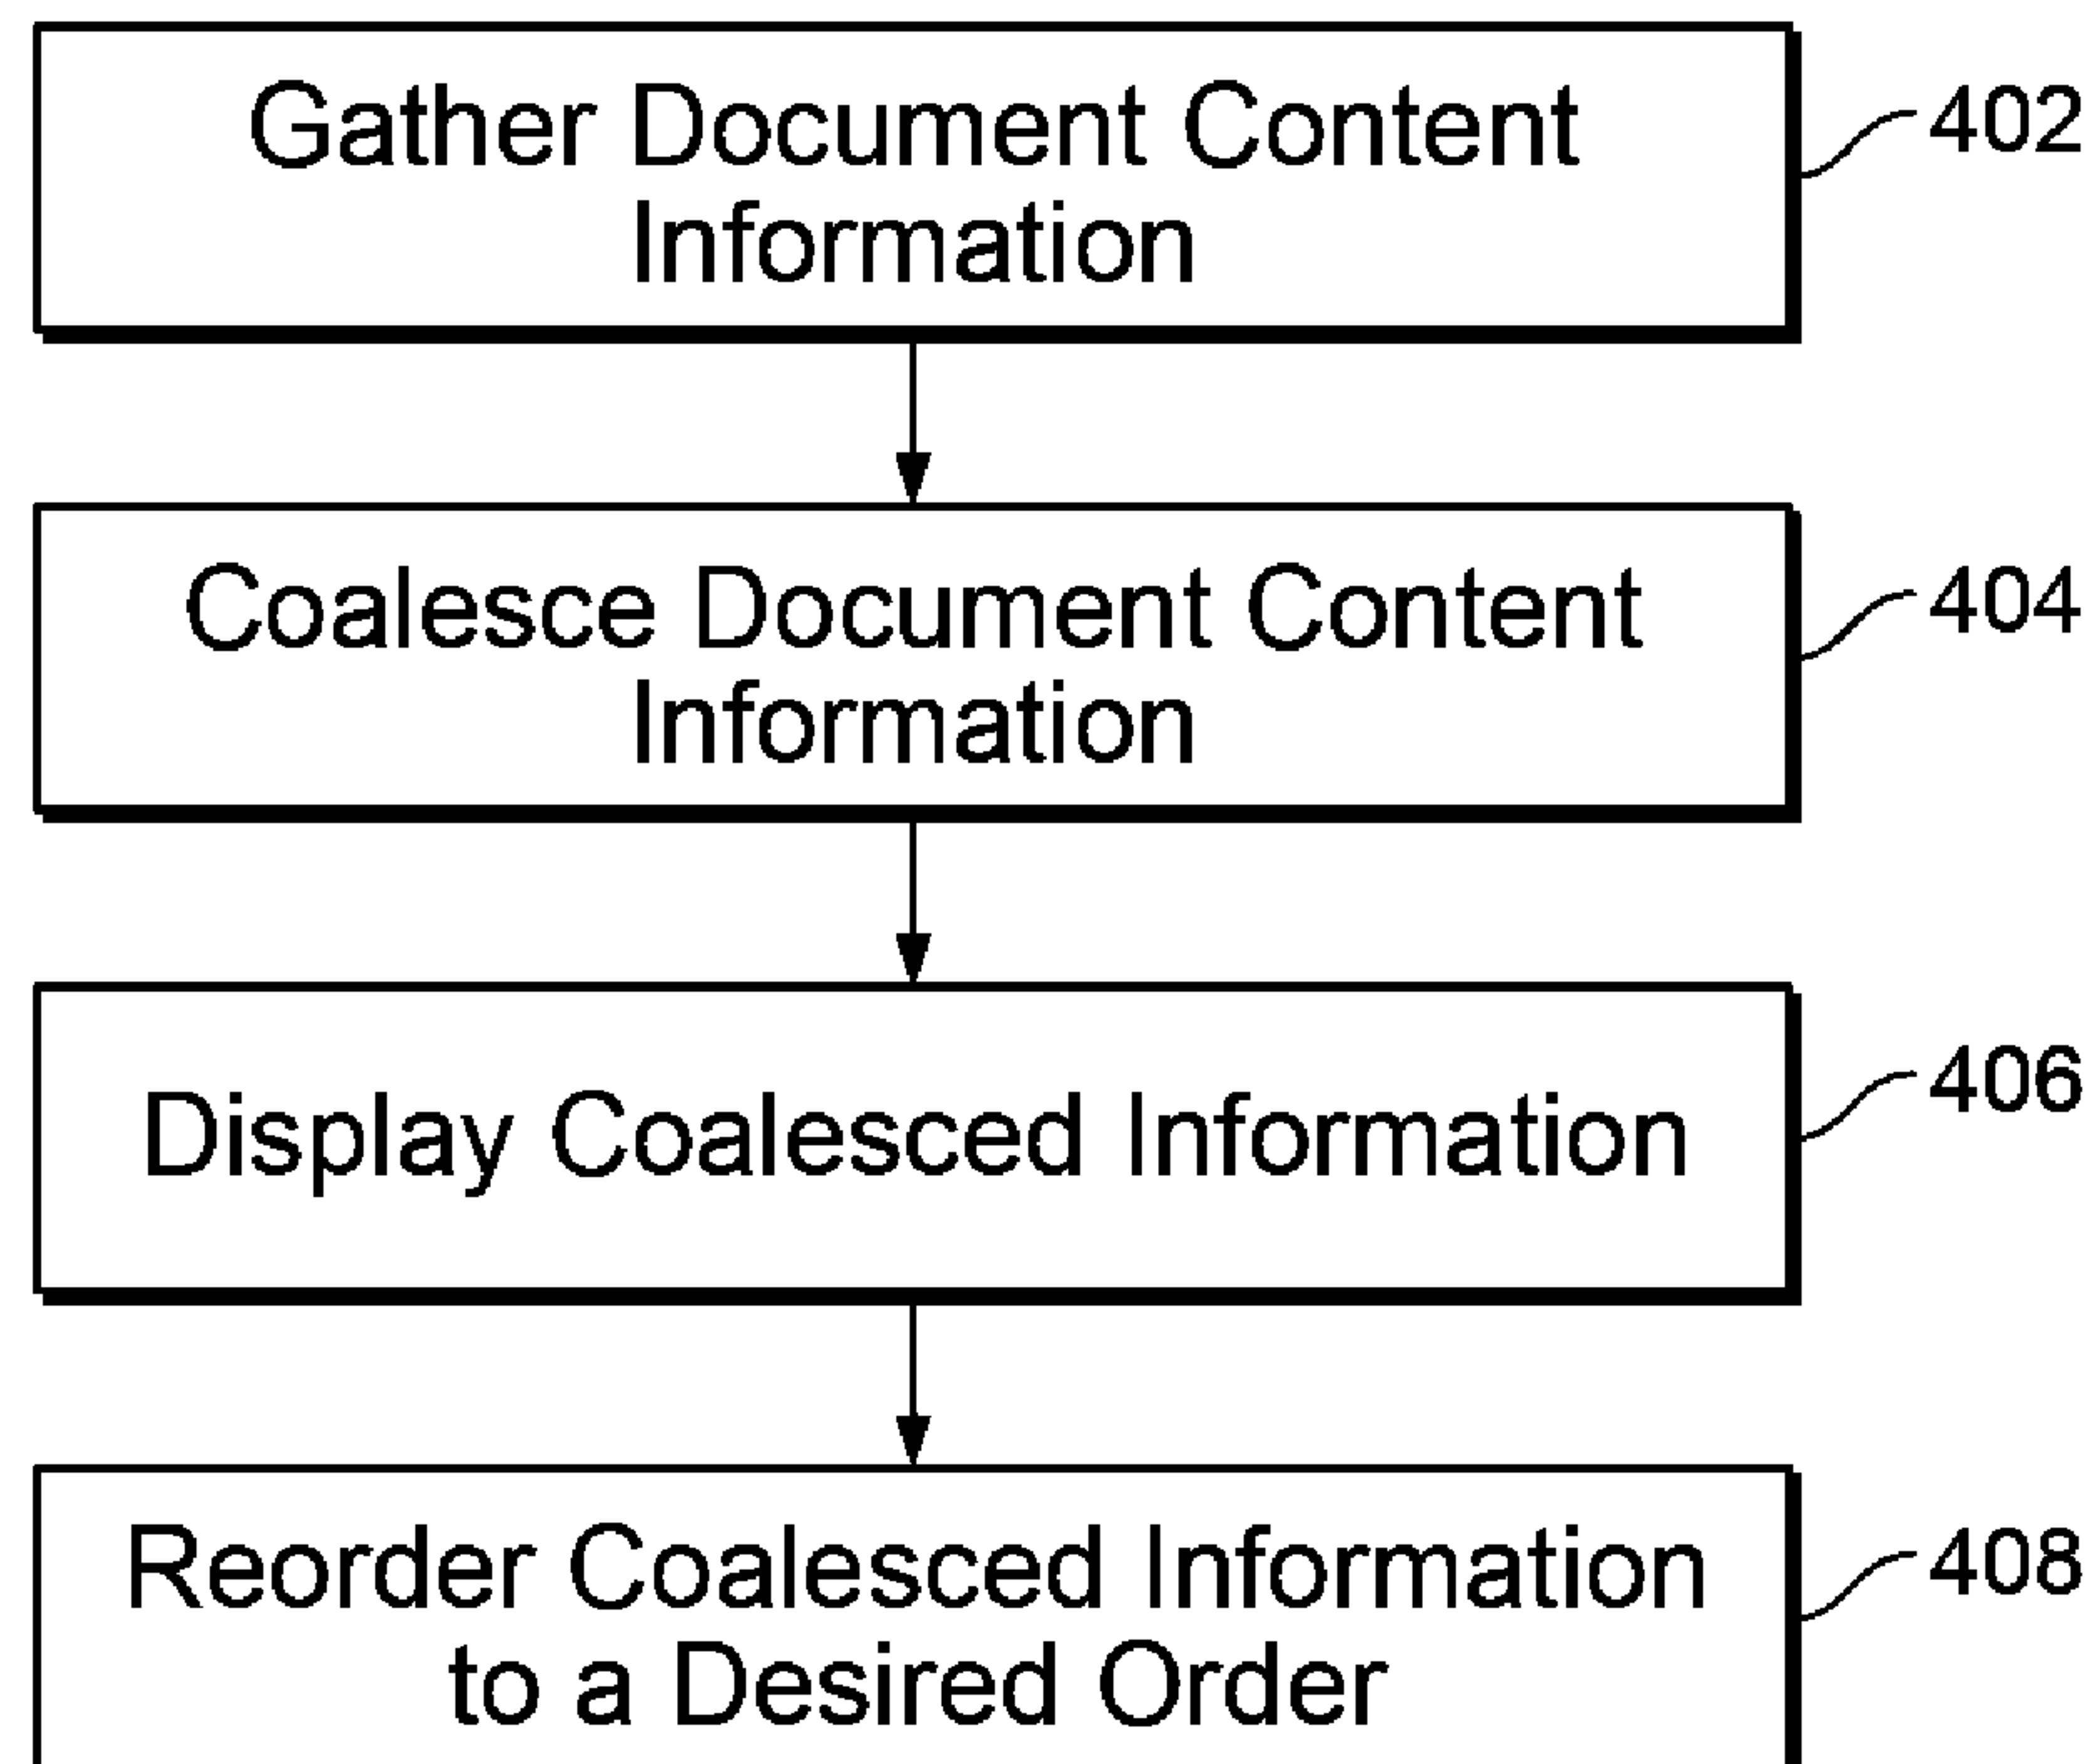 Gather Document Content
Information
402
Coalesce Document Content
Information
404
Display Coalesced Information
406
Reorder Coalesced Information
to a Desired Order
408